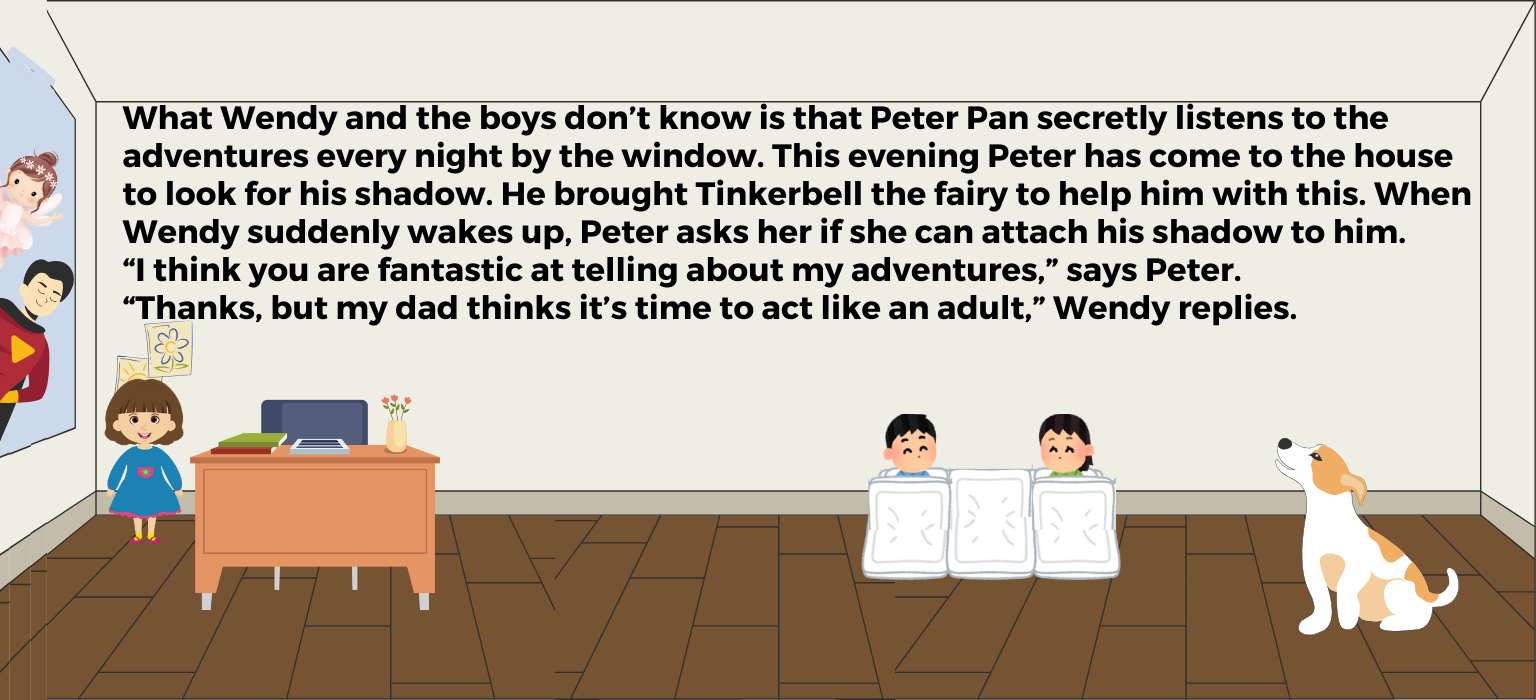 What Wendy and the boys don’t know is that Peter Pan secretly listens to the
adventures every night by the window. This evening Peter has come to the house
to look for his shadow. He brought Tinkerbell the fairy to help him with this. When
Wendy suddenly wakes up, Peter asks her if she can attach his shadow to him.
“I think you are fantastic at telling about my adventures,” says Peter.
“Thanks, but my dad thinks it’s time to act like an adult,” Wendy replies.